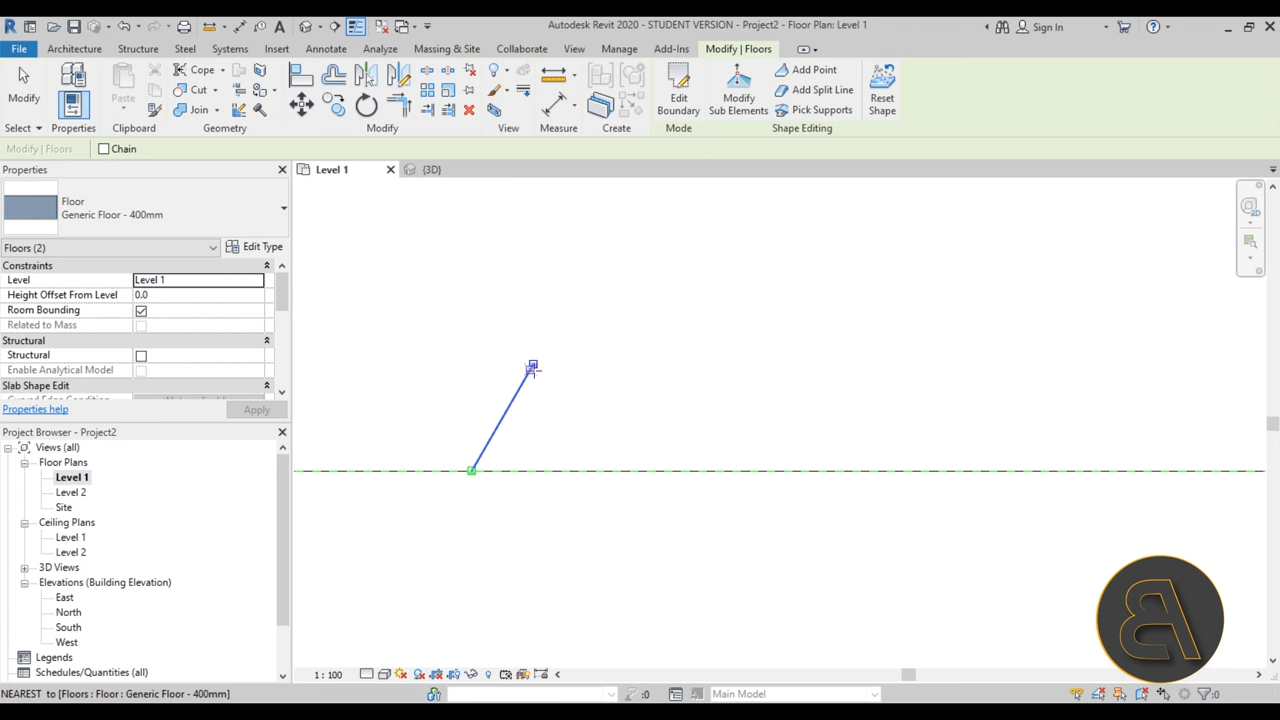 Autodesk Revit 2020 - STUDENT VERSION - Project2 - Floor Plan: Level 1
Sign In
File Architecture Structure Steel Systems Insert Annotate Analyze Massing & Site Collaborate View Manage Add-Ins Modify | Floors
Cope
Cut
Join
Modify
Paste
Edit Boundary
Modify Sub Elements
Add Point
Add Split Line
Pick Supports
Reset Shape
Select Properties Clipboard Geometry Modify View Measure Create Mode Shape Editing
Modify | Floors Chain
Properties
Level 1
{3D}
Floor
Generic Floor - 400mm
Floors (2) Edit Type
Constraints
Level Level 1
Height Offset From Level 0.0
Room Bounding
Related to Mass
Structural
Structural
Enable Analytical Model
Slab Shape Edit
Properties help Apply
Project Browser - Project2
Views (all)
Floor Plans
Level 1
Level 2
Site
Ceiling Plans
Level 1
Level 2
3D Views
Elevations (Building Elevation)
East
North
South
West
Legends
Schedules/Quantities (all)
1 : 100
NEAREST to [Floors : Floor : Generic Floor - 400mm]
:0
Main Model
:0
2D